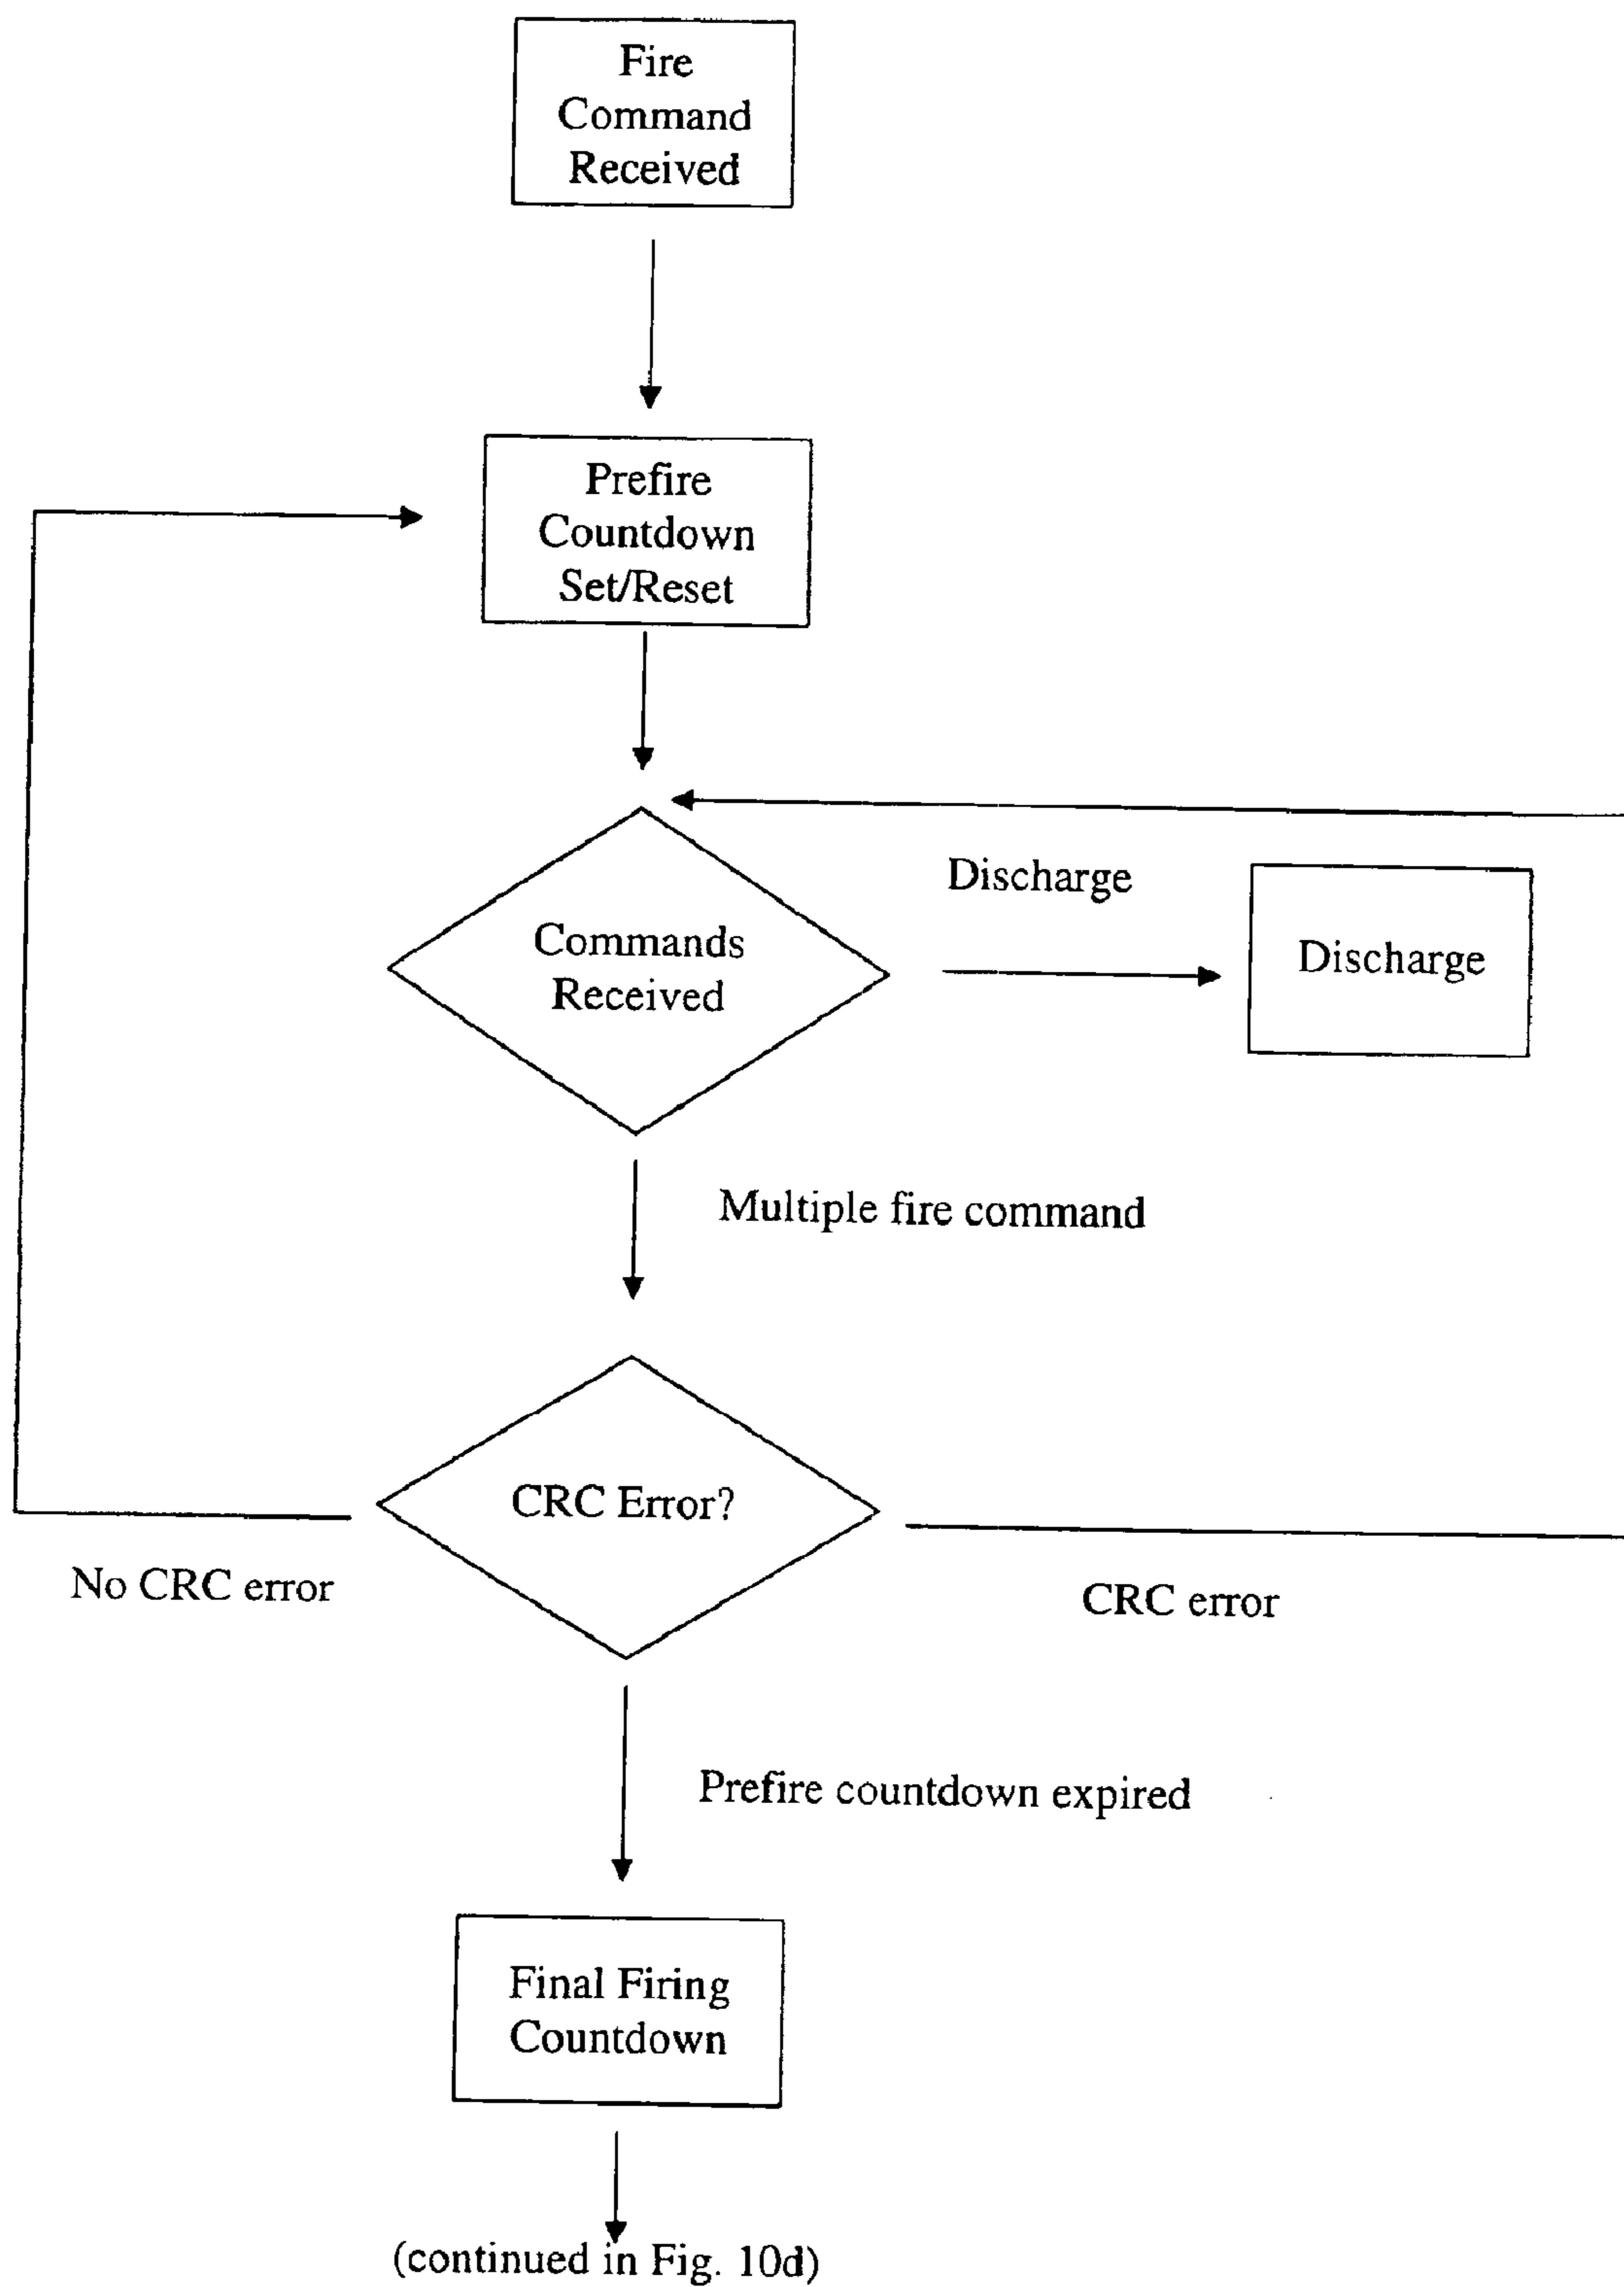 Fire
Command
Received
Prefire
Countdown
Set/Reset
Discharge
Commands
Received
Discharge
Multiple fire command
CRC Error?
No CRC error
CRC error
Prefire countdown expired
Final Firing
Countdown
(continued in Fig. 10d)